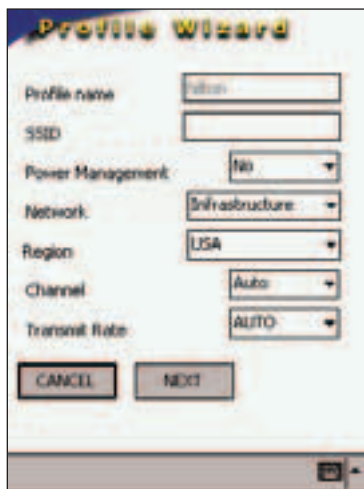 Profile Wizard
Profile name
SSID
Power Management No
Network Infrastructure
Region USA
Channel Auto
Transmit Rate AUTO
CANCEL NEXT